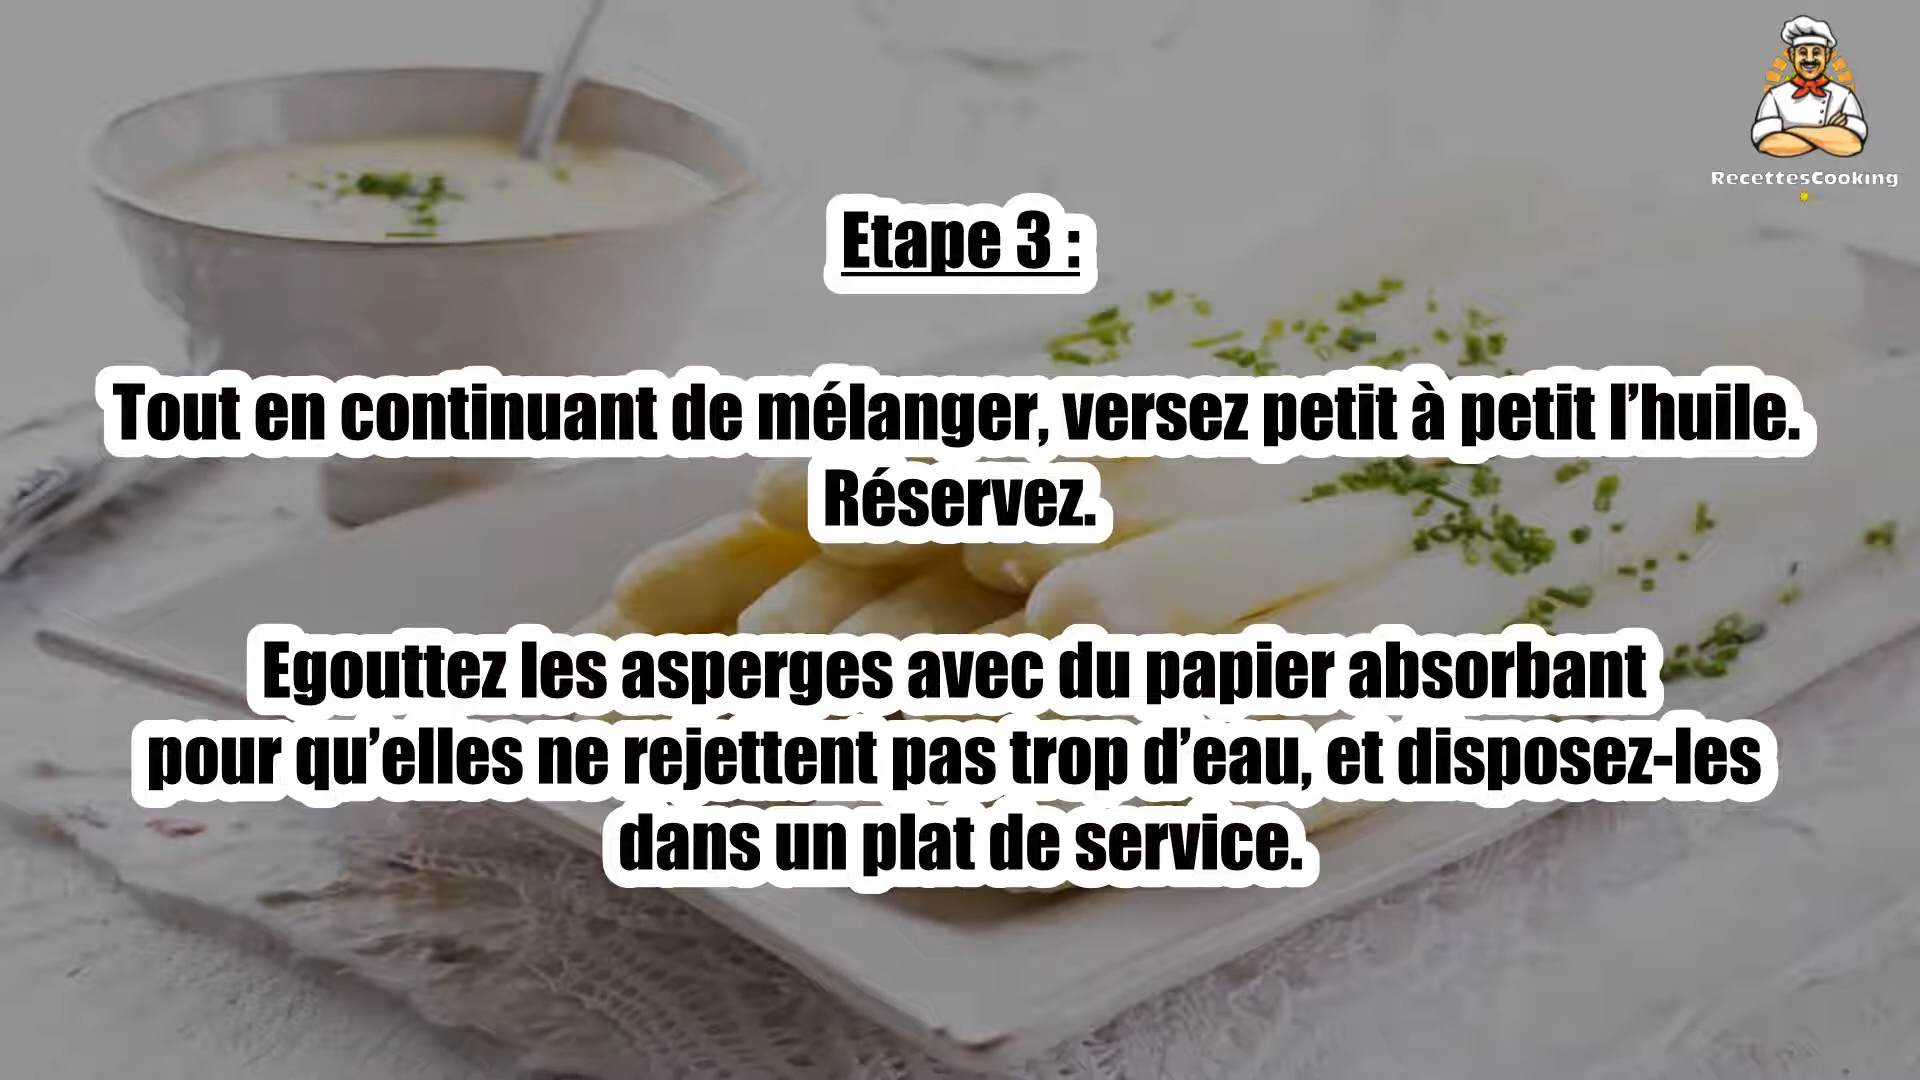 RecettesCooking
Etape 3 :
Tout en continuant de mélanger, versez petit à petit l’huile.
Réservez.
Egouttez les asperges avec du papier absorbant
pour qu’elles ne rejettent pas trop d’eau, et disposez-les
dans un plat de service.